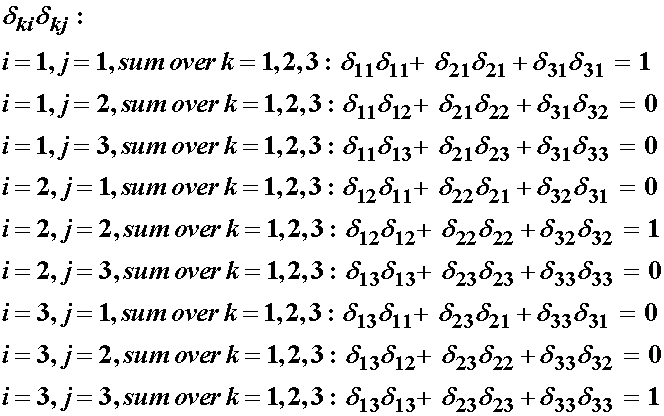 δₖᵢδₖⱼ :
i = 1, j = 1, sum over k = 1,2,3 : δ₁₁δ₁₁ + δ₂₁δ₂₁ + δ₃₁δ₃₁ = 1
i = 1, j = 2, sum over k = 1,2,3 : δ₁₁δ₁₂ + δ₂₁δ₂₂ + δ₃₁δ₃₂ = 0
i = 1, j = 3, sum over k = 1,2,3 : δ₁₁δ₁₃ + δ₂₁δ₂₃ + δ₃₁δ₃₃ = 0
i = 2, j = 1, sum over k = 1,2,3 : δ₁₂δ₁₁ + δ₂₂δ₂₁ + δ₃₂δ₃₁ = 0
i = 2, j = 2, sum over k = 1,2,3 : δ₁₂δ₁₂ + δ₂₂δ₂₂ + δ₃₂δ₃₂ = 1
i = 2, j = 3, sum over k = 1,2,3 : δ₁₃δ₁₃ + δ₂₃δ₂₃ + δ₃₃δ₃₃ = 0
i = 3, j = 1, sum over k = 1,2,3 : δ₁₃δ₁₁ + δ₂₃δ₂₁ + δ₃₃δ₃₁ = 0
i = 3, j = 2, sum over k = 1,2,3 : δ₁₃δ₁₂ + δ₂₃δ₂₂ + δ₃₃δ₃₂ = 0
i = 3, j = 3, sum over k = 1,2,3 : δ₁₃δ₁₃ + δ₂₃δ₂₃ + δ₃₃δ₃₃ = 1